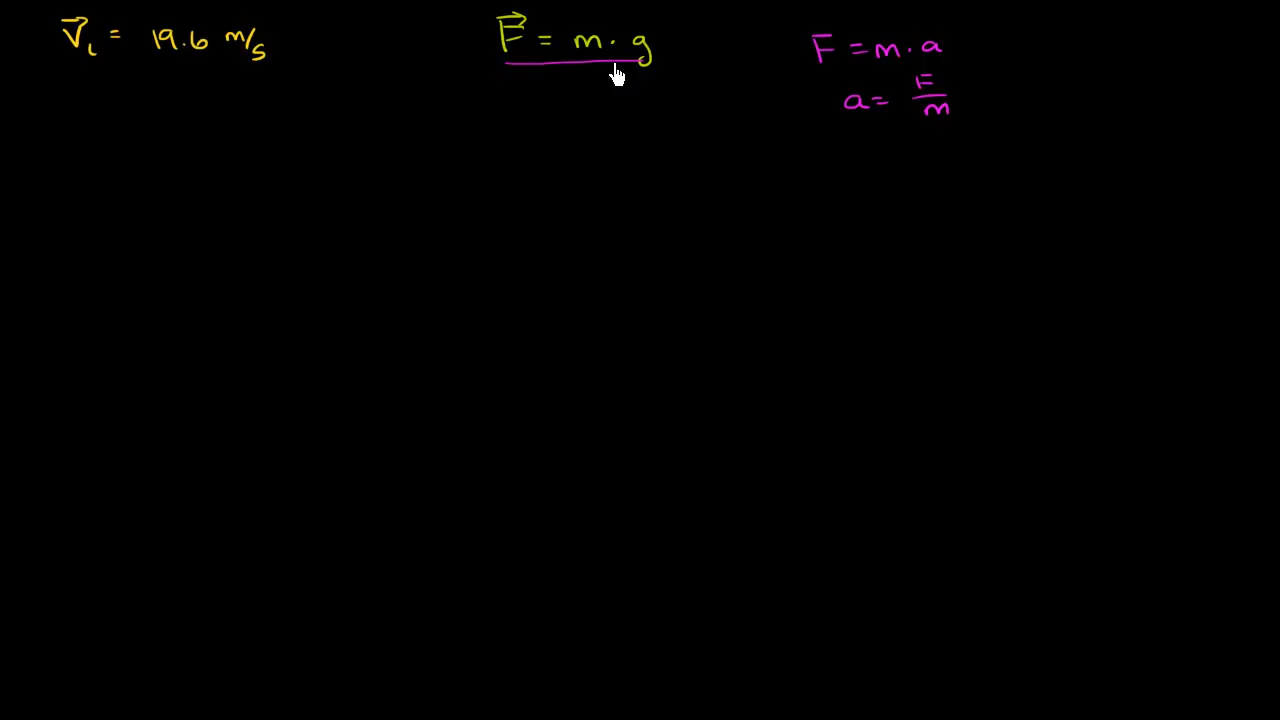 V⃗ᵢ = 19.6 m/s
F⃗ = m · g
F = m · a
a = F/m